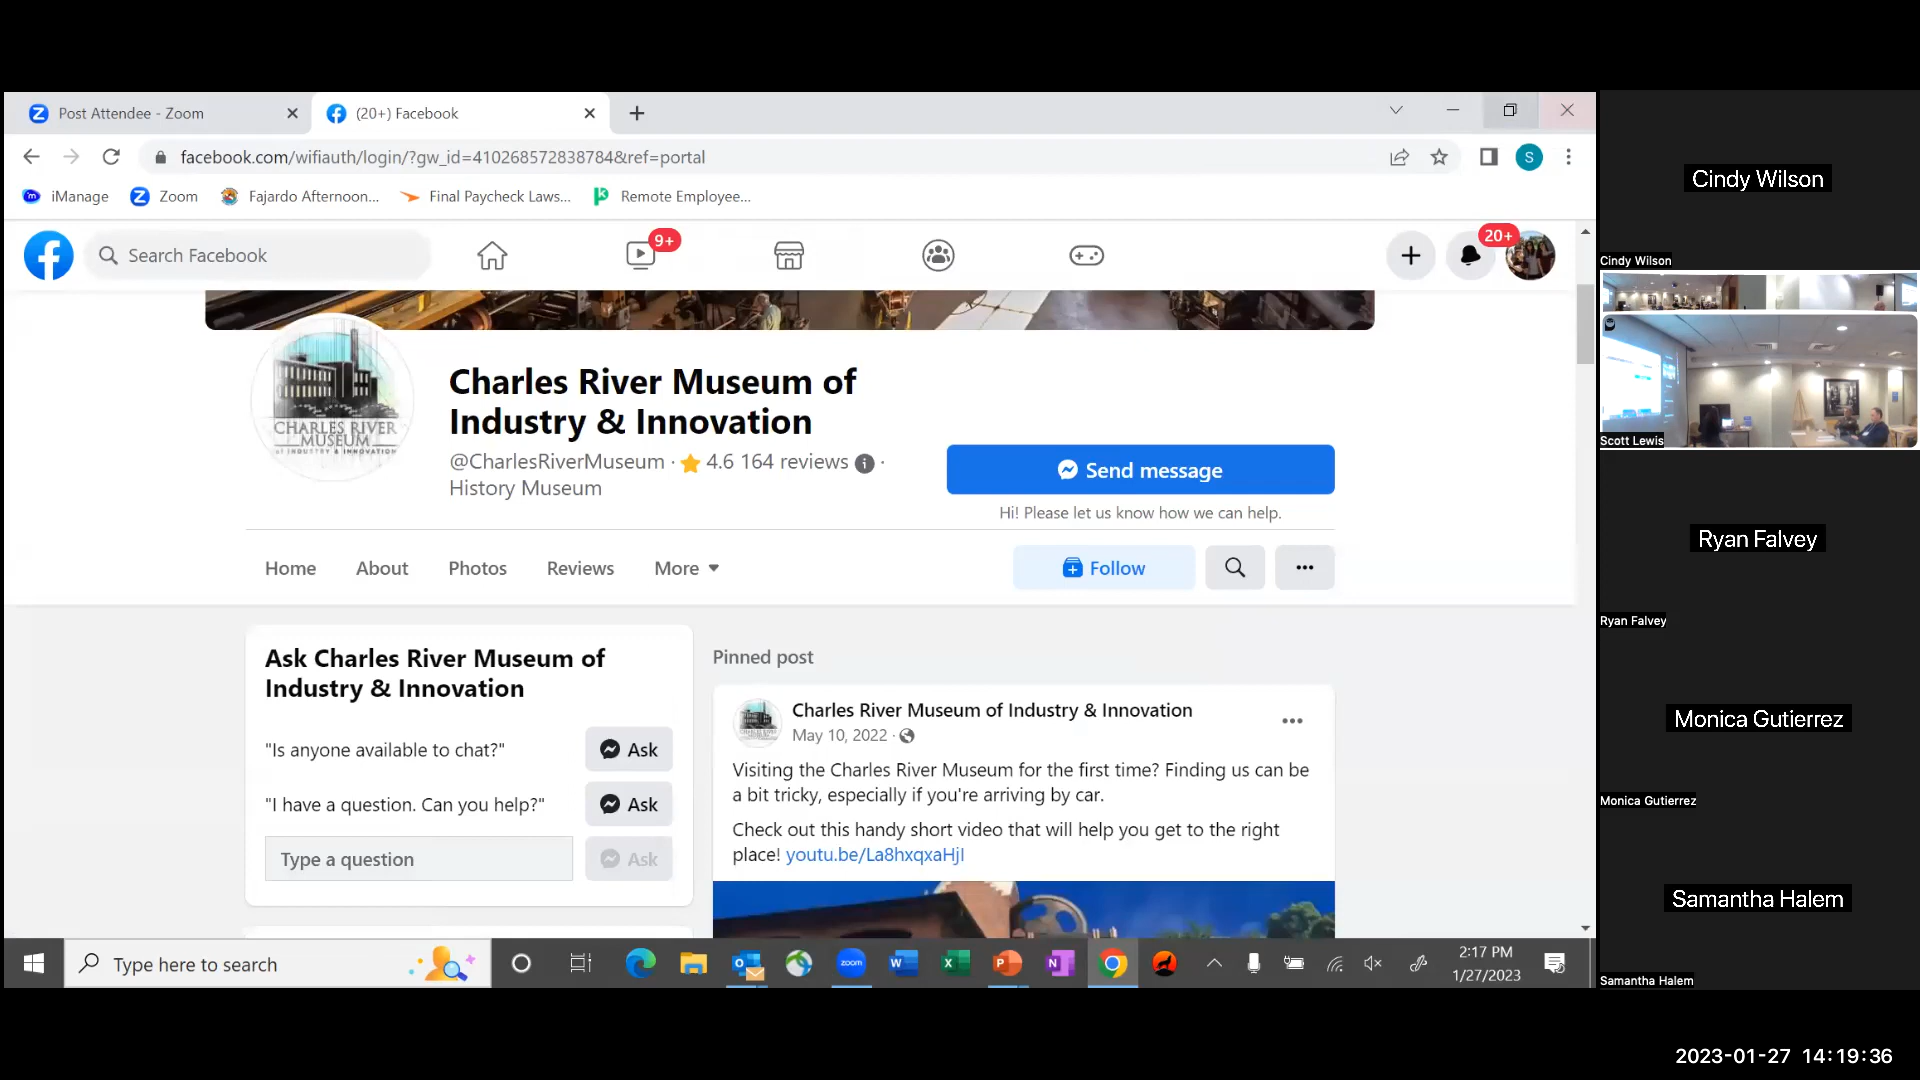 Post Attendee - Zoom
(20+) Facebook
facebook.com/wifiauth/login/?gw_id=410268572838784&ref=portal
S
iManage
Zoom
Fajardo Afternoon...
Final Paycheck Laws...
Remote Employee...
Search Facebook
9+
20+
CHARLES RIVER
MUSEUM
of INDUSTRY & INNOVATION
Charles River Museum of
Industry & Innovation
@CharlesRiverMuseum · 4.6 164 reviews ·
History Museum
Send message
Hi! Please let us know how we can help.
Home
About
Photos
Reviews
More
Follow
Ask Charles River Museum of
Industry & Innovation
"Is anyone available to chat?"
Ask
"I have a question. Can you help?"
Ask
Type a question
Ask
Pinned post
Charles River Museum of Industry & Innovation
May 10, 2022 ·
Visiting the Charles River Museum for the first time? Finding us can be
a bit tricky, especially if you're arriving by car.
Check out this handy short video that will help you get to the right
place! youtu.be/La8hxqxaHjI
Type here to search
zoom
2:17 PM
1/27/2023
Cindy Wilson
Cindy Wilson
Scott Lewis
Ryan Falvey
Ryan Falvey
Monica Gutierrez
Monica Gutierrez
Samantha Halem
Samantha Halem
2023-01-27 14:19:36